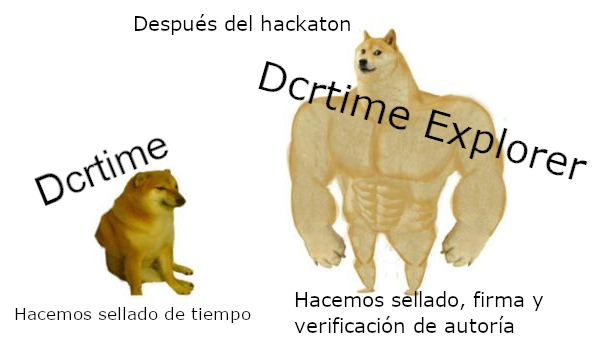 Después del hackaton
Dcrtime
Dcrtime Explorer
Hacemos sellado de tiempo
Hacemos sellado, firma y
verificación de autoría